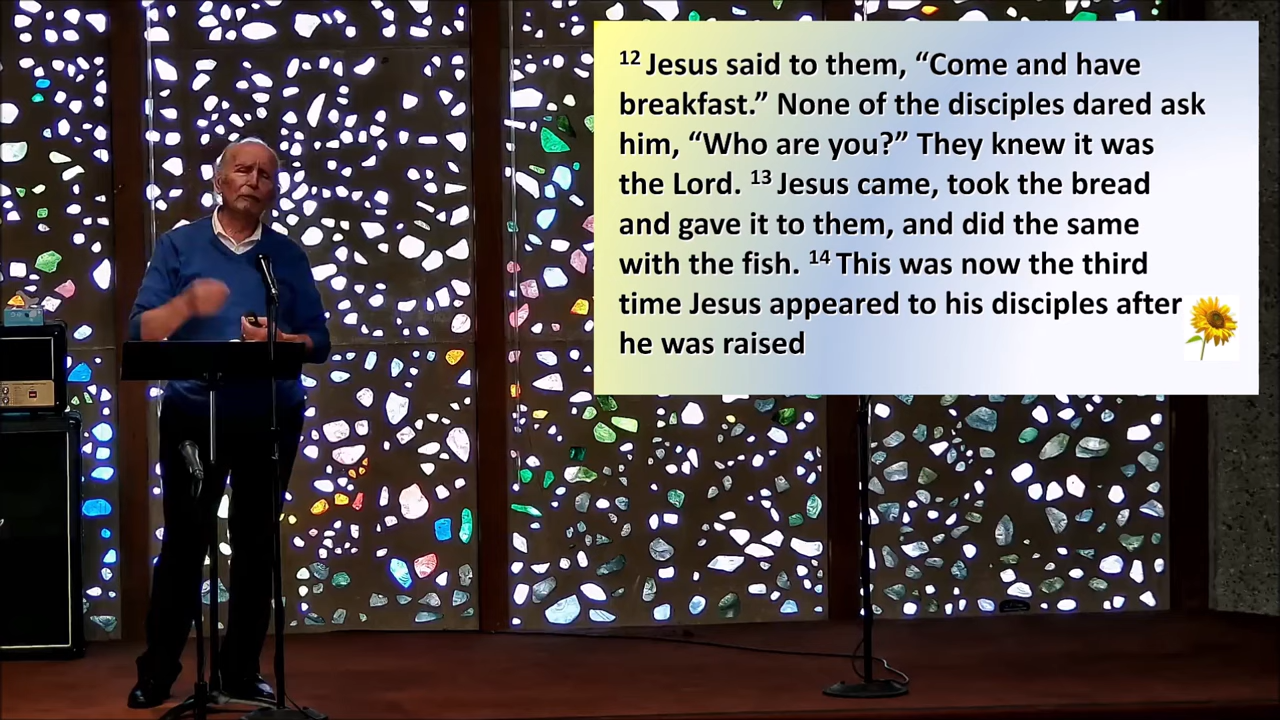 12 Jesus said to them, “Come and have
breakfast.” None of the disciples dared ask
him, “Who are you?” They knew it was
the Lord. 13 Jesus came, took the bread
and gave it to them, and did the same
with the fish. 14 This was now the third
time Jesus appeared to his disciples after
he was raised